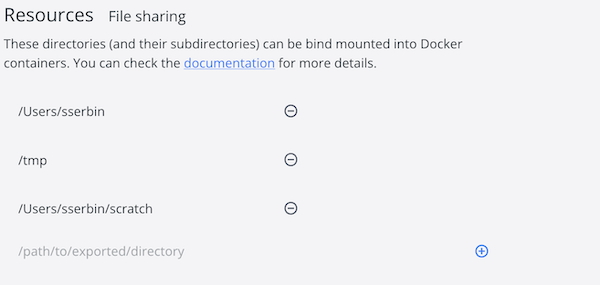 Resources File sharing
These directories (and their subdirectories) can be bind mounted into Docker
containers. You can check the documentation for more details.
/Users/sserbin
/tmp
/Users/sserbin/scratch
/path/to/exported/directory